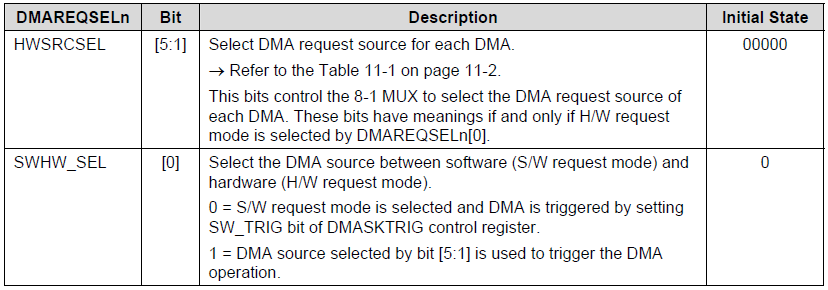 DMAREQSELn Bit Description Initial State
HWSRCSEL [5:1] Select DMA request source for each DMA. 00000
→ Refer to the Table 11-1 on page 11-2.
This bits control the 8-1 MUX to select the DMA request source of
each DMA. These bits have meanings if and only if H/W request
mode is selected by DMAREQSELn[0].
SWHW_SEL [0] Select the DMA source between software (S/W request mode) and 0
hardware (H/W request mode).
0 = S/W request mode is selected and DMA is triggered by setting
SW_TRIG bit of DMASKTRIG control register.
1 = DMA source selected by bit [5:1] is used to trigger the DMA
operation.